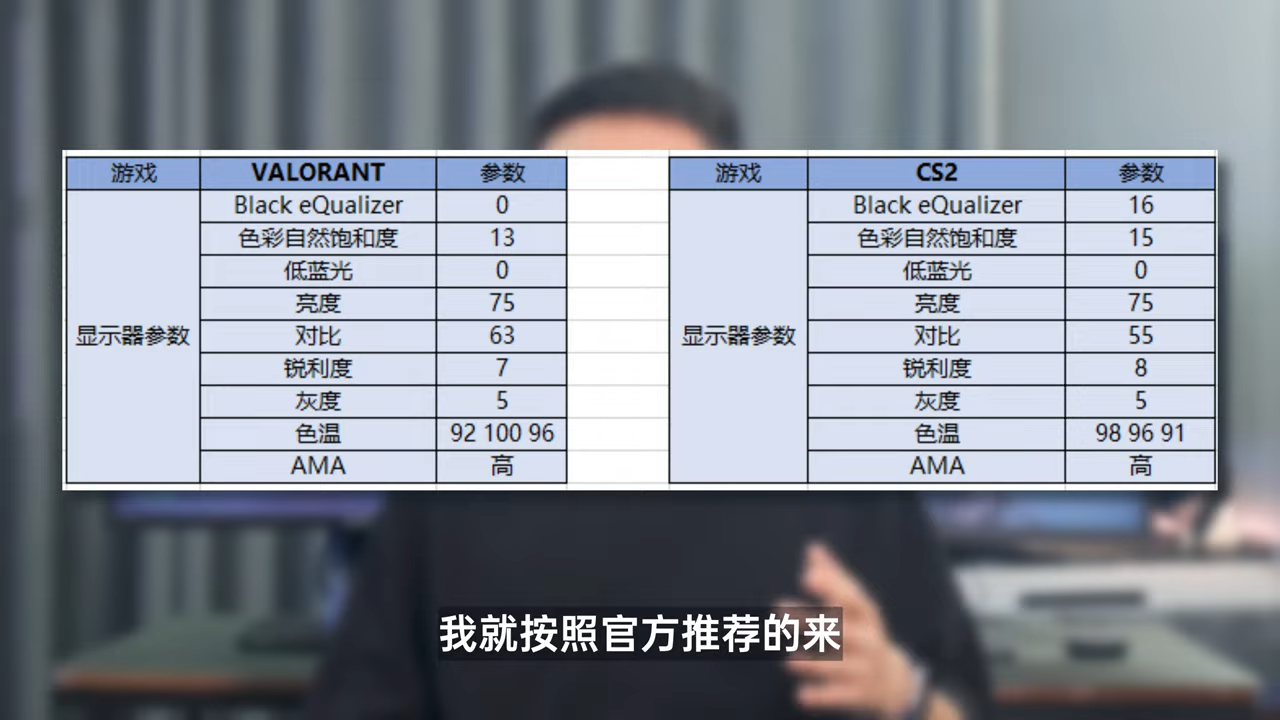 游戏 VALORANT 参数
Black eQualizer 0
色彩自然饱和度 13
低蓝光 0
亮度 75
显示器参数 对比 63
锐利度 7
灰度 5
色温 92 100 96
AMA 高
游戏 CS2 参数
Black eQualizer 16
色彩自然饱和度 15
低蓝光 0
亮度 75
显示器参数 对比 55
锐利度 8
灰度 5
色温 98 96 91
AMA 高
我就按照官方推荐的来